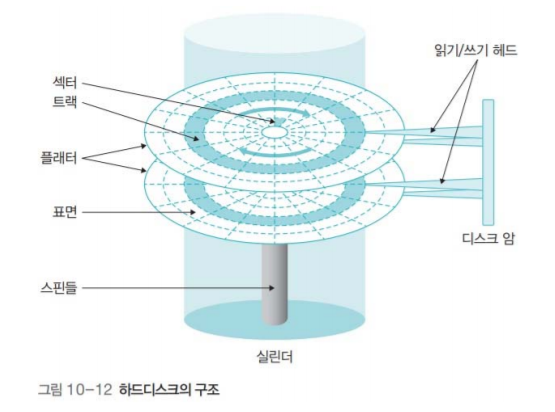 읽기/쓰기 헤드
섹터
트랙
플래터
표면
디스크 암
스핀들
실린더
그림 10-12 하드디스크의 구조